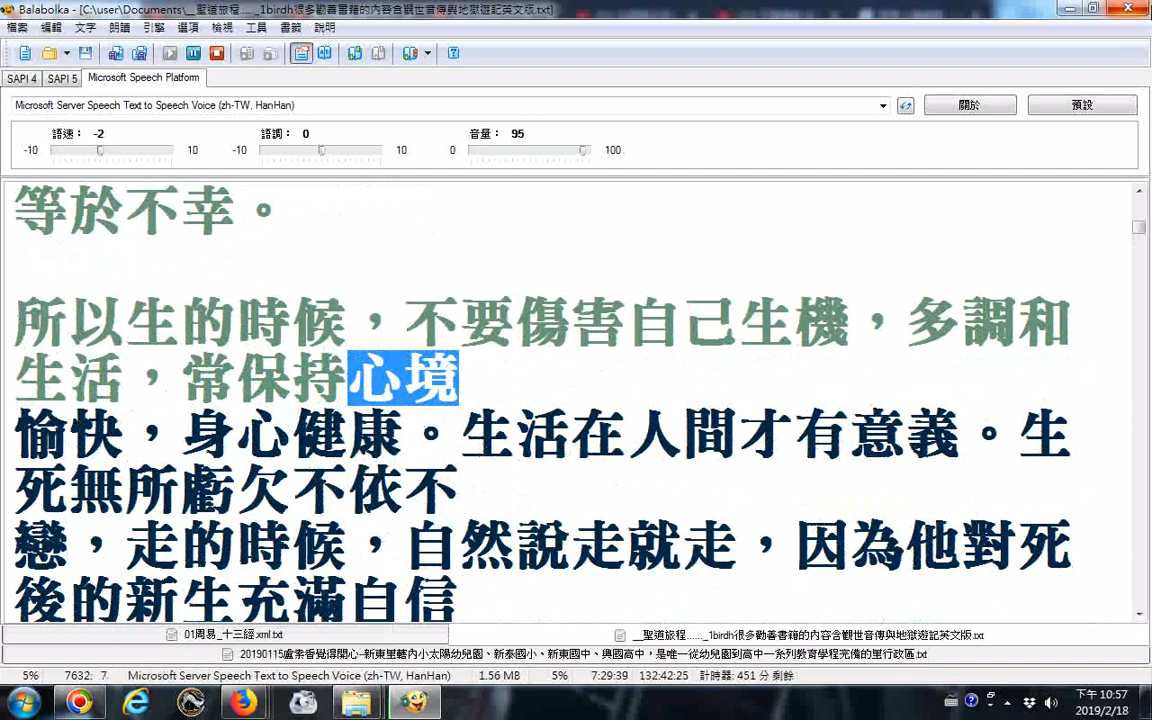 Balabolka - [C:\user\Documents\__聖道旅程......_1birdh很多勸善書籍的內容含觀世音傳與地獄遊記英文版.txt]
檔案 編輯 文字 朗讀 引擎 選項 檢視 工具 書籤 說明
SAPI 4 SAPI 5 Microsoft Speech Platform
Microsoft Server Speech Text to Speech Voice (zh-TW, HanHan) 關於 預設
語速： -2 語調： 0 音量： 95
-10 10 -10 10 0 100
等於不幸。
所以生的時候，不要傷害自己生機，多調和
生活，常保持心境
愉快，身心健康。生活在人間才有意義。生
死無所虧欠不依不
戀，走的時候，自然說走就走，因為他對死
後的新生充滿自信
01周易_十三經.xml.txt __聖道旅程......_1birdh很多勸善書籍的內容含觀世音傳與地獄遊記英文版.txt
20190115盧素香覺得開心-新東里轄內小太陽幼兒園、新泰國小、新東國中、興國高中，是唯一從幼兒園到高中一系列教育學程完備的里行政區.txt
5% 7632: 7 Microsoft Server Speech Text to Speech Voice (zh-TW, HanHan) 1.56 MB 5% 7:29:39 132:42:25 計時器: 451 分 剩餘
下午 10:57
2019/2/18